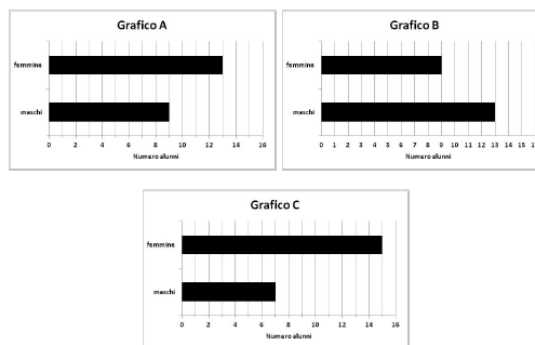 Grafico A
femmine
maschi
0 2 4 6 8 10 12 14 16
Numero alunni
Grafico B
femmine
maschi
0 1 2 3 4 5 6 7 8 9 10 11 12 13 14 15 16
Numero alunni
Grafico C
femmine
maschi
0 2 4 6 8 10 12 14 16
Numero alunni